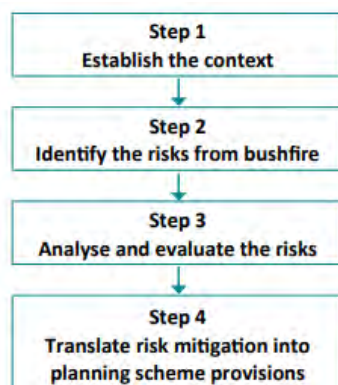 Step 1
Establish the context
Step 2
Identify the risks from bushfire
Step 3
Analyse and evaluate the risks
Step 4
Translate risk mitigation into
planning scheme provisions